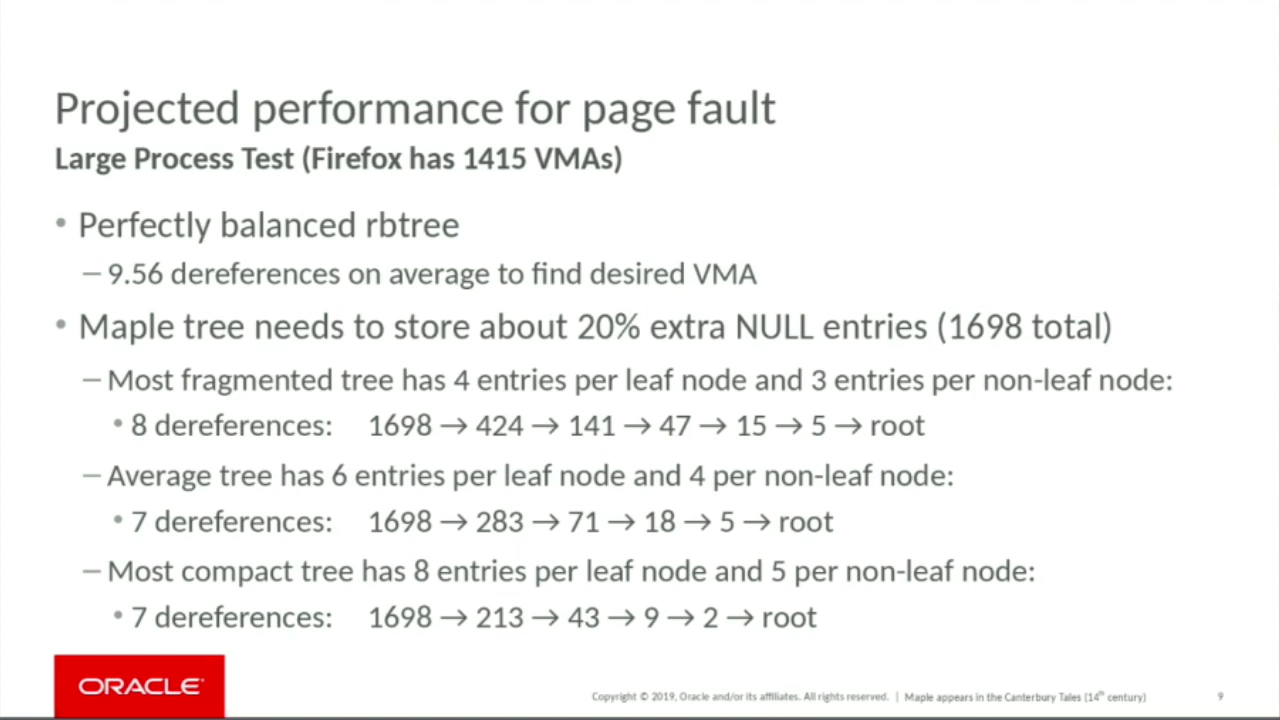 Projected performance for page fault
Large Process Test (Firefox has 1415 VMAs)
• Perfectly balanced rbtree
– 9.56 dereferences on average to find desired VMA
• Maple tree needs to store about 20% extra NULL entries (1698 total)
– Most fragmented tree has 4 entries per leaf node and 3 entries per non-leaf node:
• 8 dereferences: 1698 → 424 → 141 → 47 → 15 → 5 → root
– Average tree has 6 entries per leaf node and 4 per non-leaf node:
• 7 dereferences: 1698 → 283 → 71 → 18 → 5 → root
– Most compact tree has 8 entries per leaf node and 5 per non-leaf node:
• 7 dereferences: 1698 → 213 → 43 → 9 → 2 → root
ORACLE
Copyright © 2019, Oracle and/or its affiliates. All rights reserved. | Maple appears in the Canterbury Tales (14th century) 9